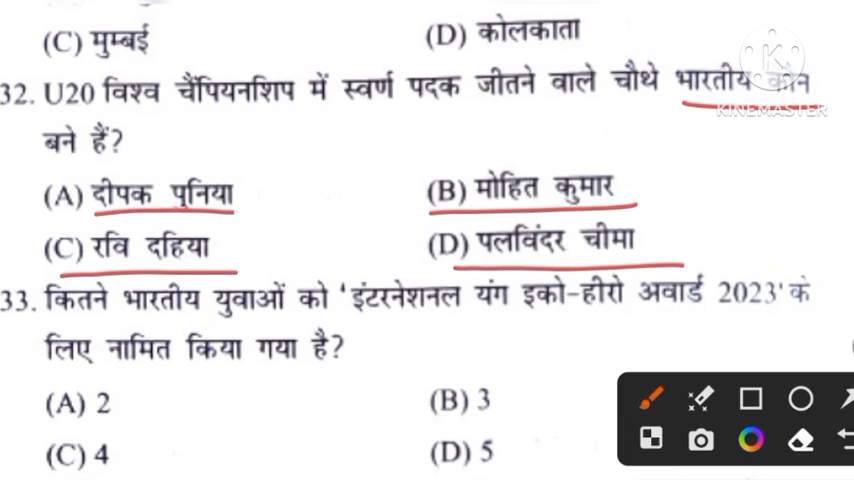 (C) मुम्बई (D) कोलकाता
32. U20 विश्व चैंपियनशिप में स्वर्ण पदक जीतने वाले चौथे भारतीय कौन
बने हैं?
K
KINEMASTER
(A) दीपक पुनिया (B) मोहित कुमार
(C) रवि दहिया (D) पलविंदर चीमा
33. कितने भारतीय युवाओं को 'इंटरनेशनल यंग इको-हीरो अवार्ड 2023' के
लिए नामित किया गया है?
(A) 2 (B) 3
(C) 4 (D) 5